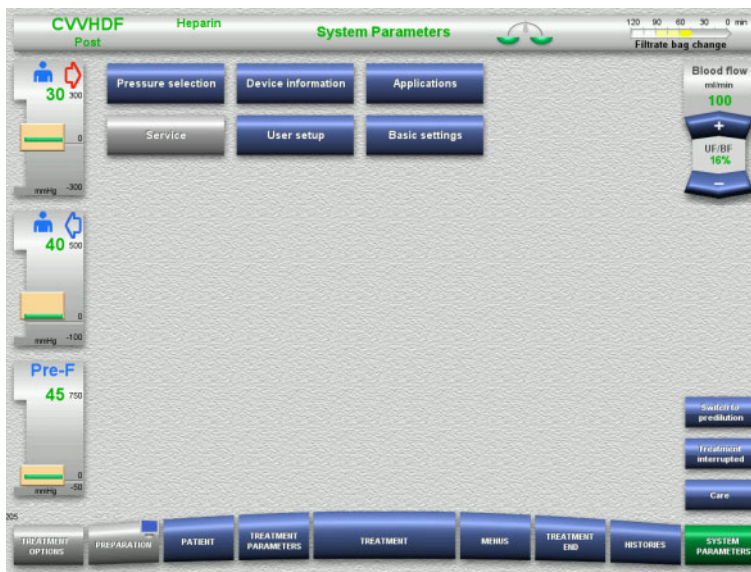 CVVHDF
Post
Heparin
System Parameters
120 90 60 30 0 min
Filtrate bag change
30 300
0
mmHg -300
40 500
0
mmHg -100
Pre-F
45 750
0
mmHg -50
Pressure selection
Device information
Applications
Service
User setup
Basic settings
Blood flow
ml/min
100
+
UF/BF
16%
−
Switch to
predilution
Treatment
interrupted
Care
205
TREATMENT
OPTIONS
PREPARATION
PATIENT
TREATMENT
PARAMETERS
TREATMENT
MENUS
TREATMENT
END
HISTORIES
SYSTEM
PARAMETERS